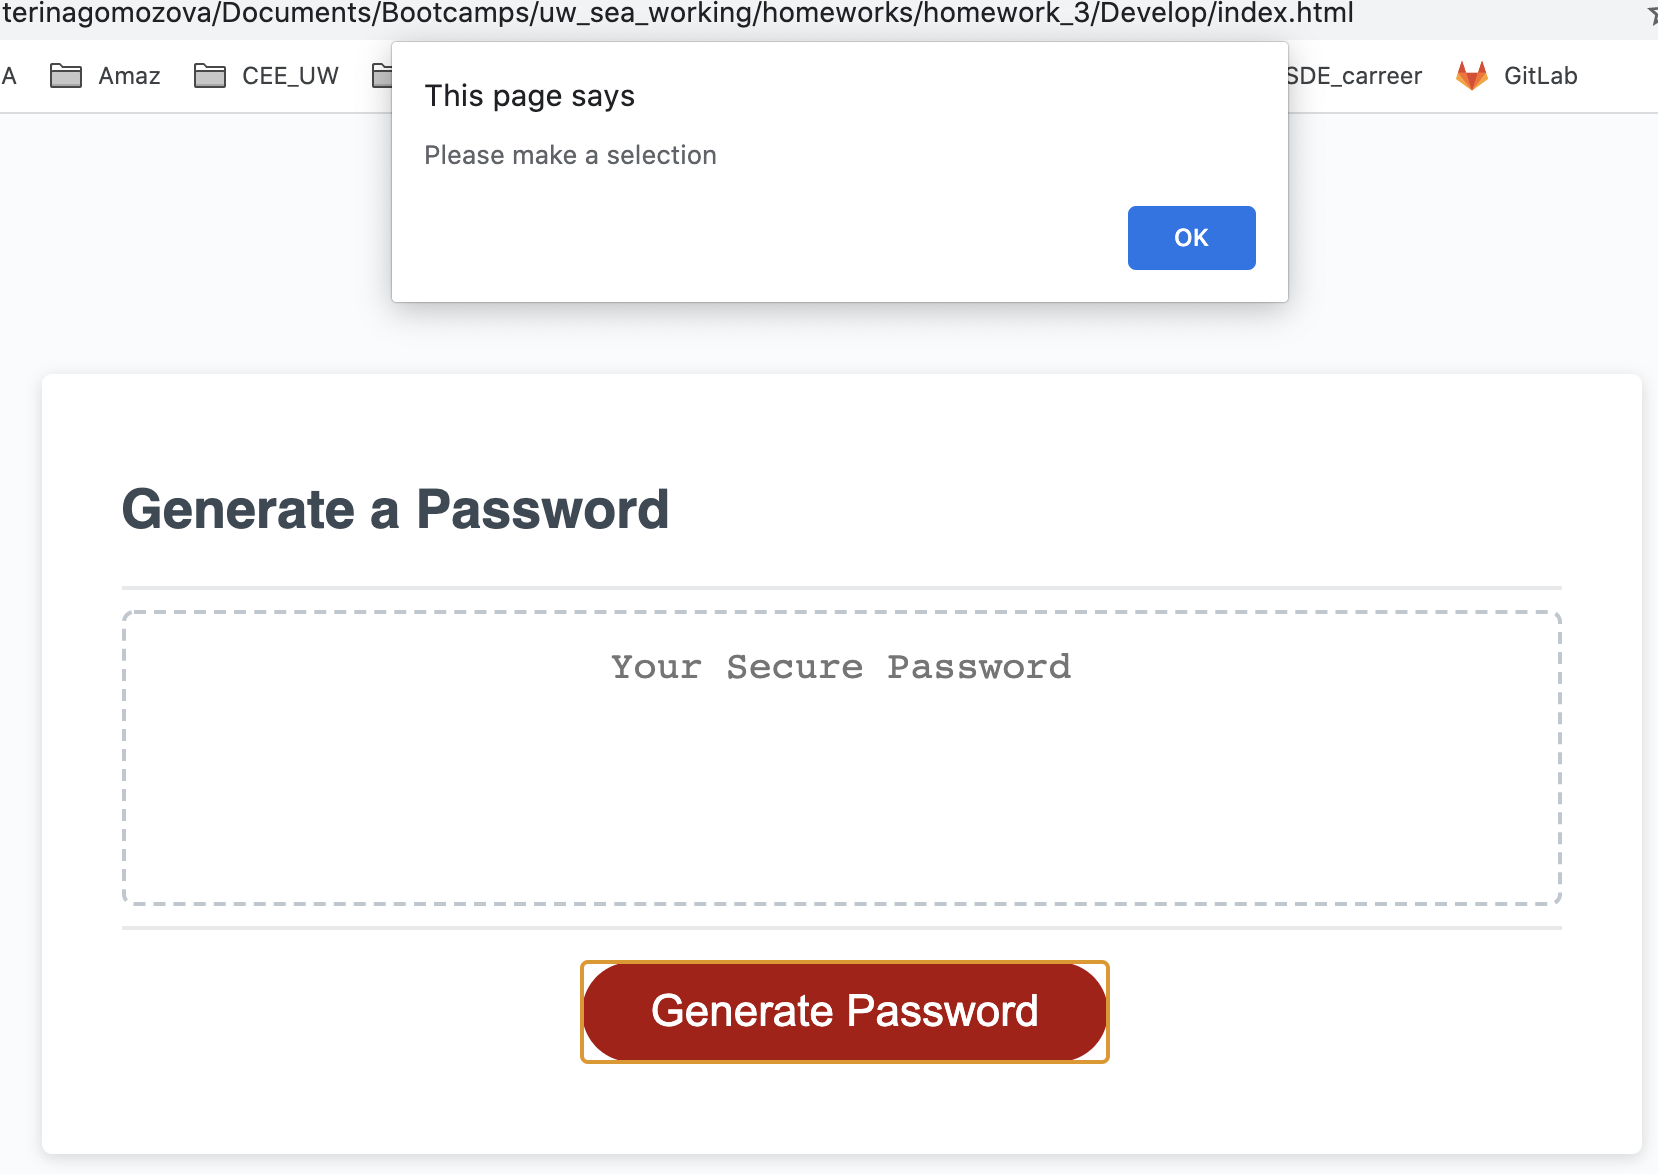 terinagomozova/Documents/Bootcamps/uw_sea_working/homeworks/homework_3/Develop/index.html
A Amaz CEE_UW SDE_carreer GitLab
This page says
Please make a selection
OK
Generate a Password
Your Secure Password
Generate Password